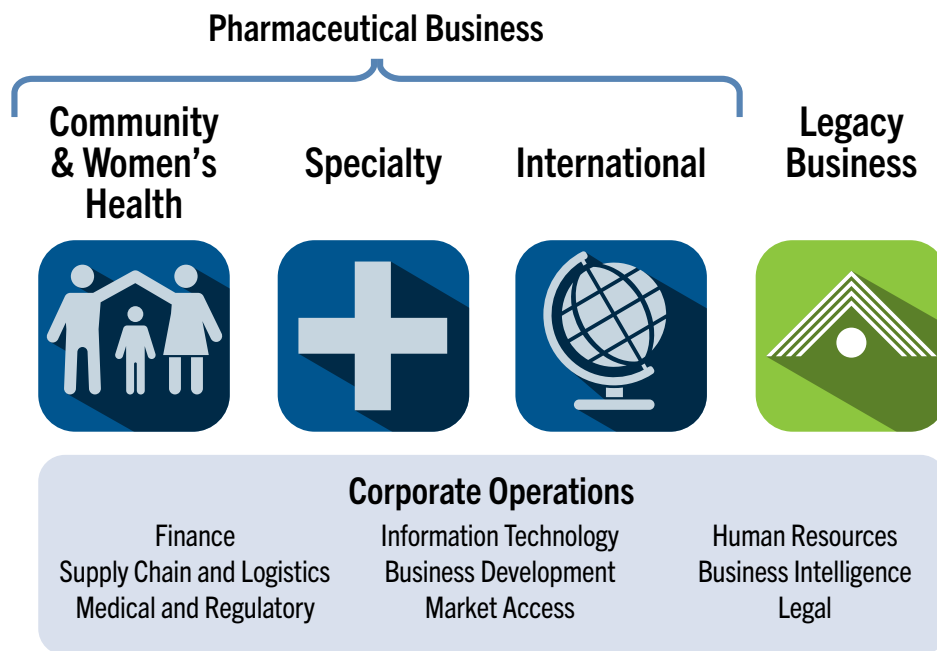 Pharmaceutical Business
Community
& Women's
Health
Specialty
International
Legacy
Business
Corporate Operations
Finance
Supply Chain and Logistics
Medical and Regulatory
Information Technology
Business Development
Market Access
Human Resources
Business Intelligence
Legal